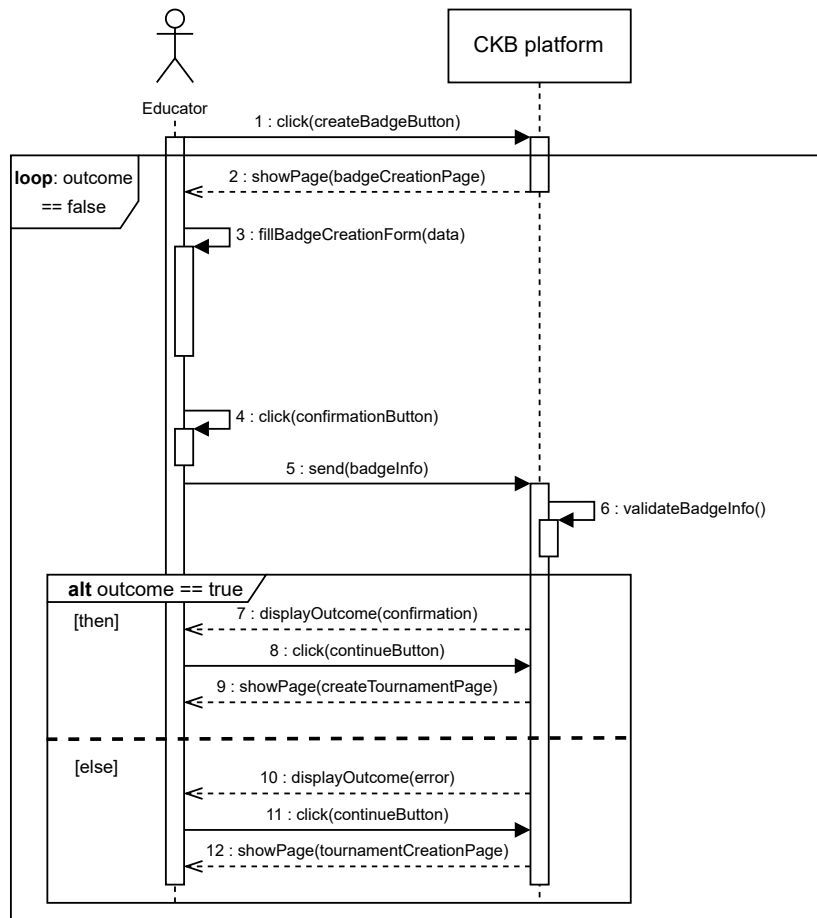 CKB platform
Educator
1 : click(createBadgeButton)
loop: outcome
== false
2 : showPage(badgeCreationPage)
3 : fillBadgeCreationForm(data)
4 : click(confirmationButton)
5 : send(badgeInfo)
6 : validateBadgeInfo()
alt outcome == true
[then]
7 : displayOutcome(confirmation)
8 : click(continueButton)
9 : showPage(createTournamentPage)
[else]
10 : displayOutcome(error)
11 : click(continueButton)
12 : showPage(tournamentCreationPage)